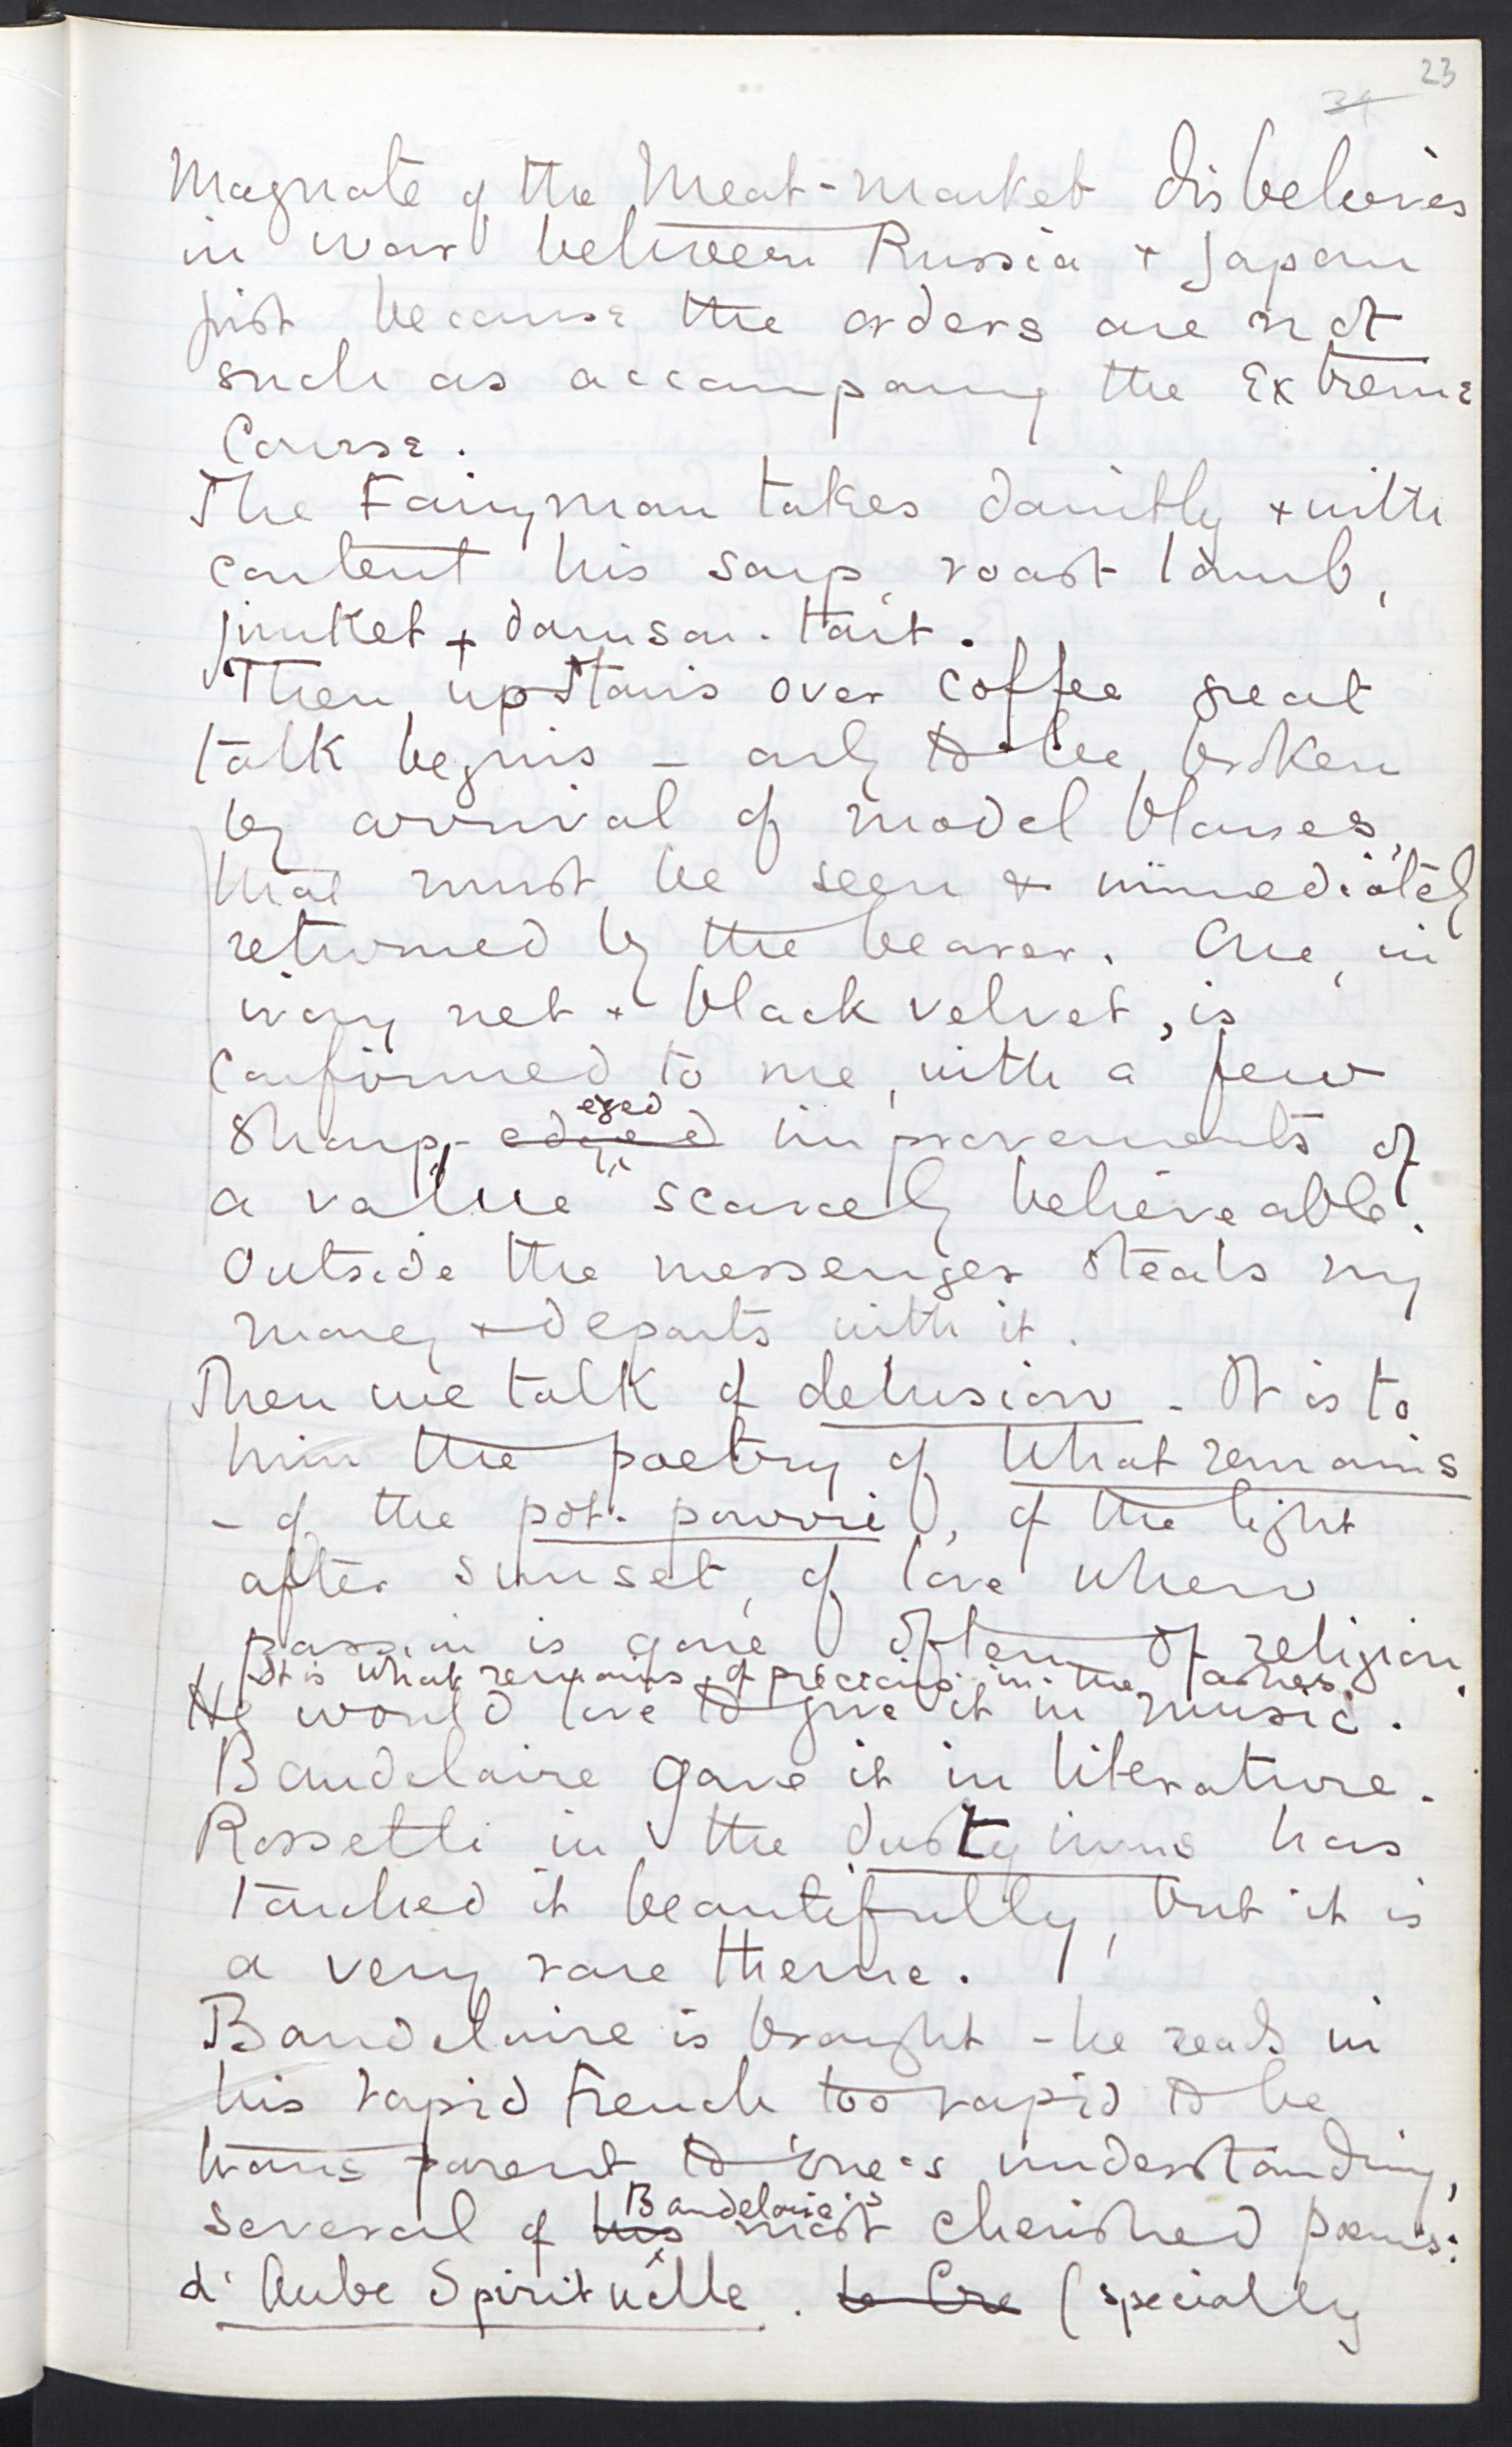 23
34
Magnate of the Meat-market disbelieves
in war between Russia + Japan
just because the orders are not
such as accompany the Extreme
Course.
The Fairyman takes daintily + with
content his soup, roast lamb,
junket + damson-tart.
Then upstairs over coffee great
talk begins – only to be broken
by arrival of model blouses,
that must be seen & immediately
returned by the bearer. One, in
ivory net + black velvet, is
confirmed to me, with a few
eyed
sharp-edged improvements of
a value scarcely believeable.
Outside the messenger steals my
money + departs with it.
Then we talk of delusion – It is to
him the poetry of what remains
– of the pot-pourri, of the light
after sunset, of love when
passion is gone, often of religion.
It is what remains of precious in the ashes.
He would love to give it in music.
Baudelaire gave it in literature.
Rossetti in the dusty inns has
touched it beautifully, but it is
a very rare theme.
Baudelaire is brought – he reads in
his rapid French too rapid to be
transparent to one's understanding,
Baudelaire's
several of his most cherished poems:
d'Aube Spirituelle. Le Cre (specially